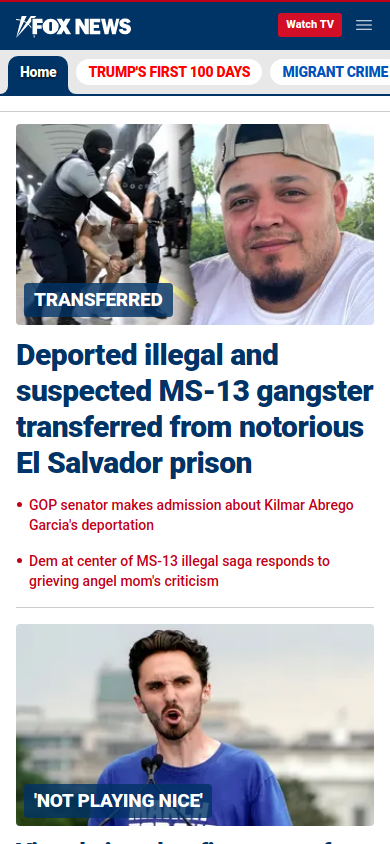 FOX NEWS
Watch TV
Home
TRUMP'S FIRST 100 DAYS
MIGRANT CRIME
TRANSFERRED
Deported illegal and
suspected MS-13 gangster
transferred from notorious
El Salvador prison
• GOP senator makes admission about Kilmar Abrego
Garcia's deportation
• Dem at center of MS-13 illegal saga responds to
grieving angel mom's criticism
'NOT PLAYING NICE'